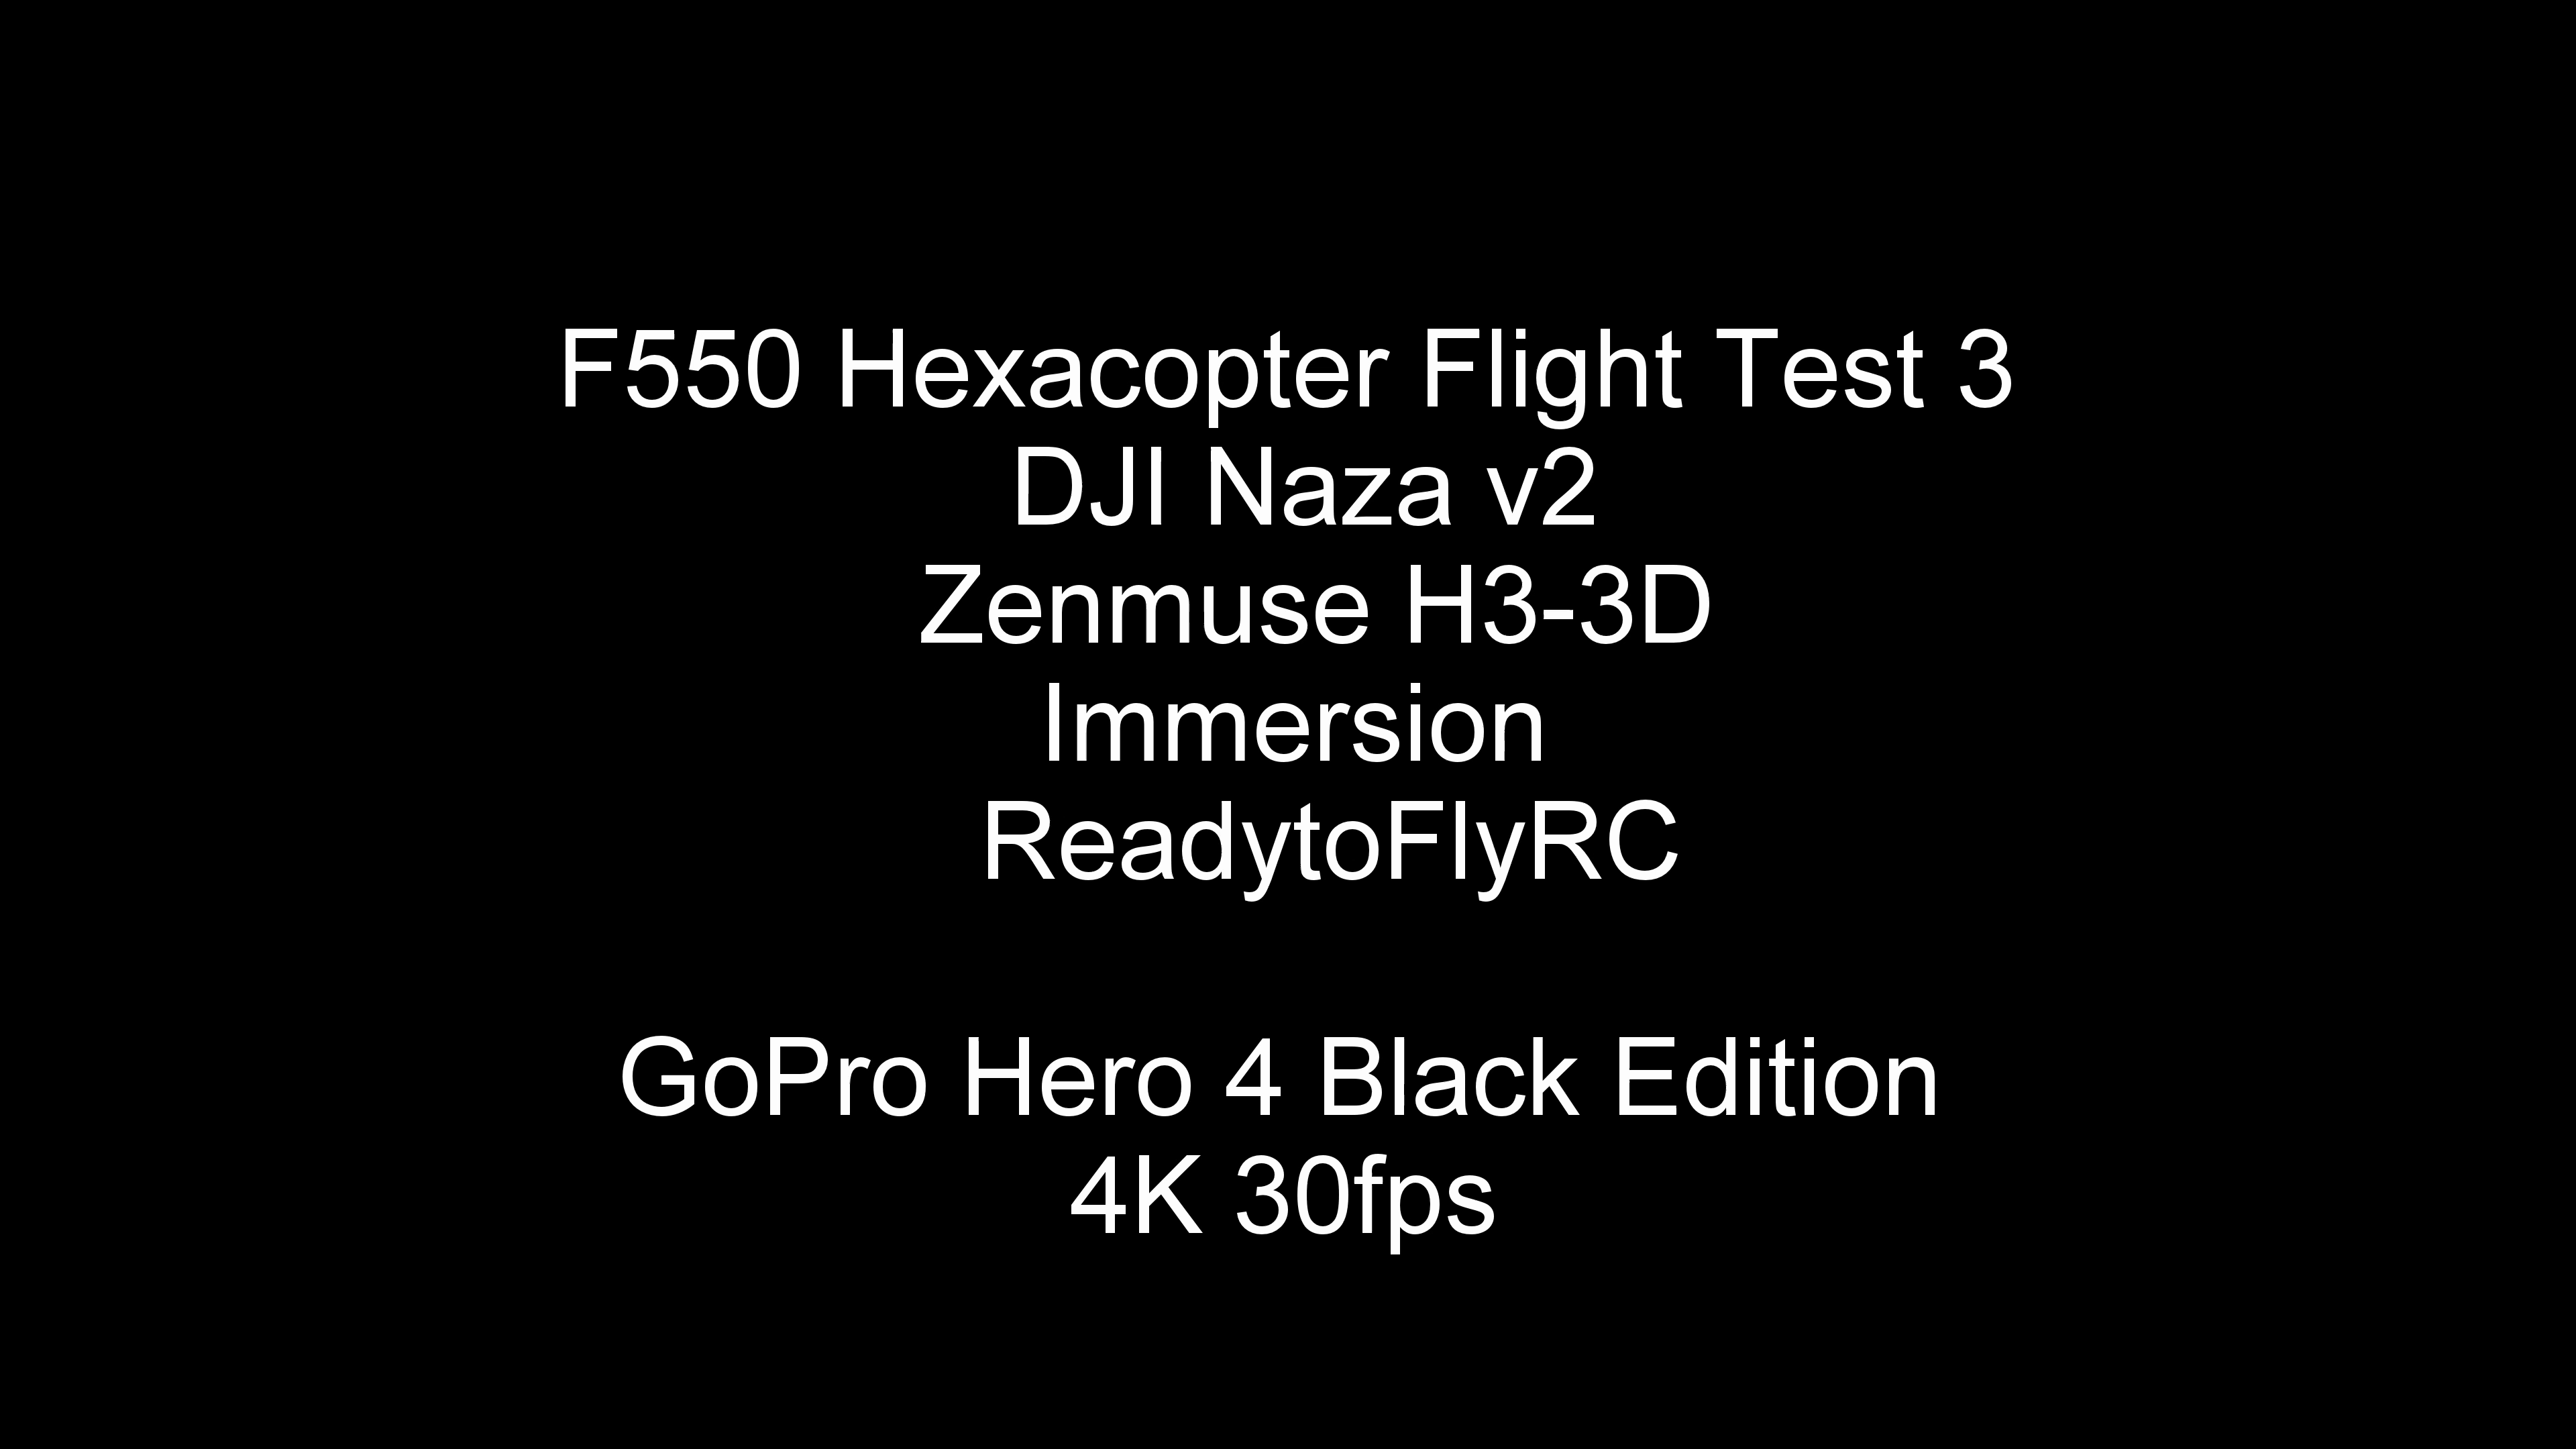 F550 Hexacopter Flight Test 3
DJI Naza v2
Zenmuse H3-3D
Immersion
ReadytoFlyRC
GoPro Hero 4 Black Edition
4K 30fps